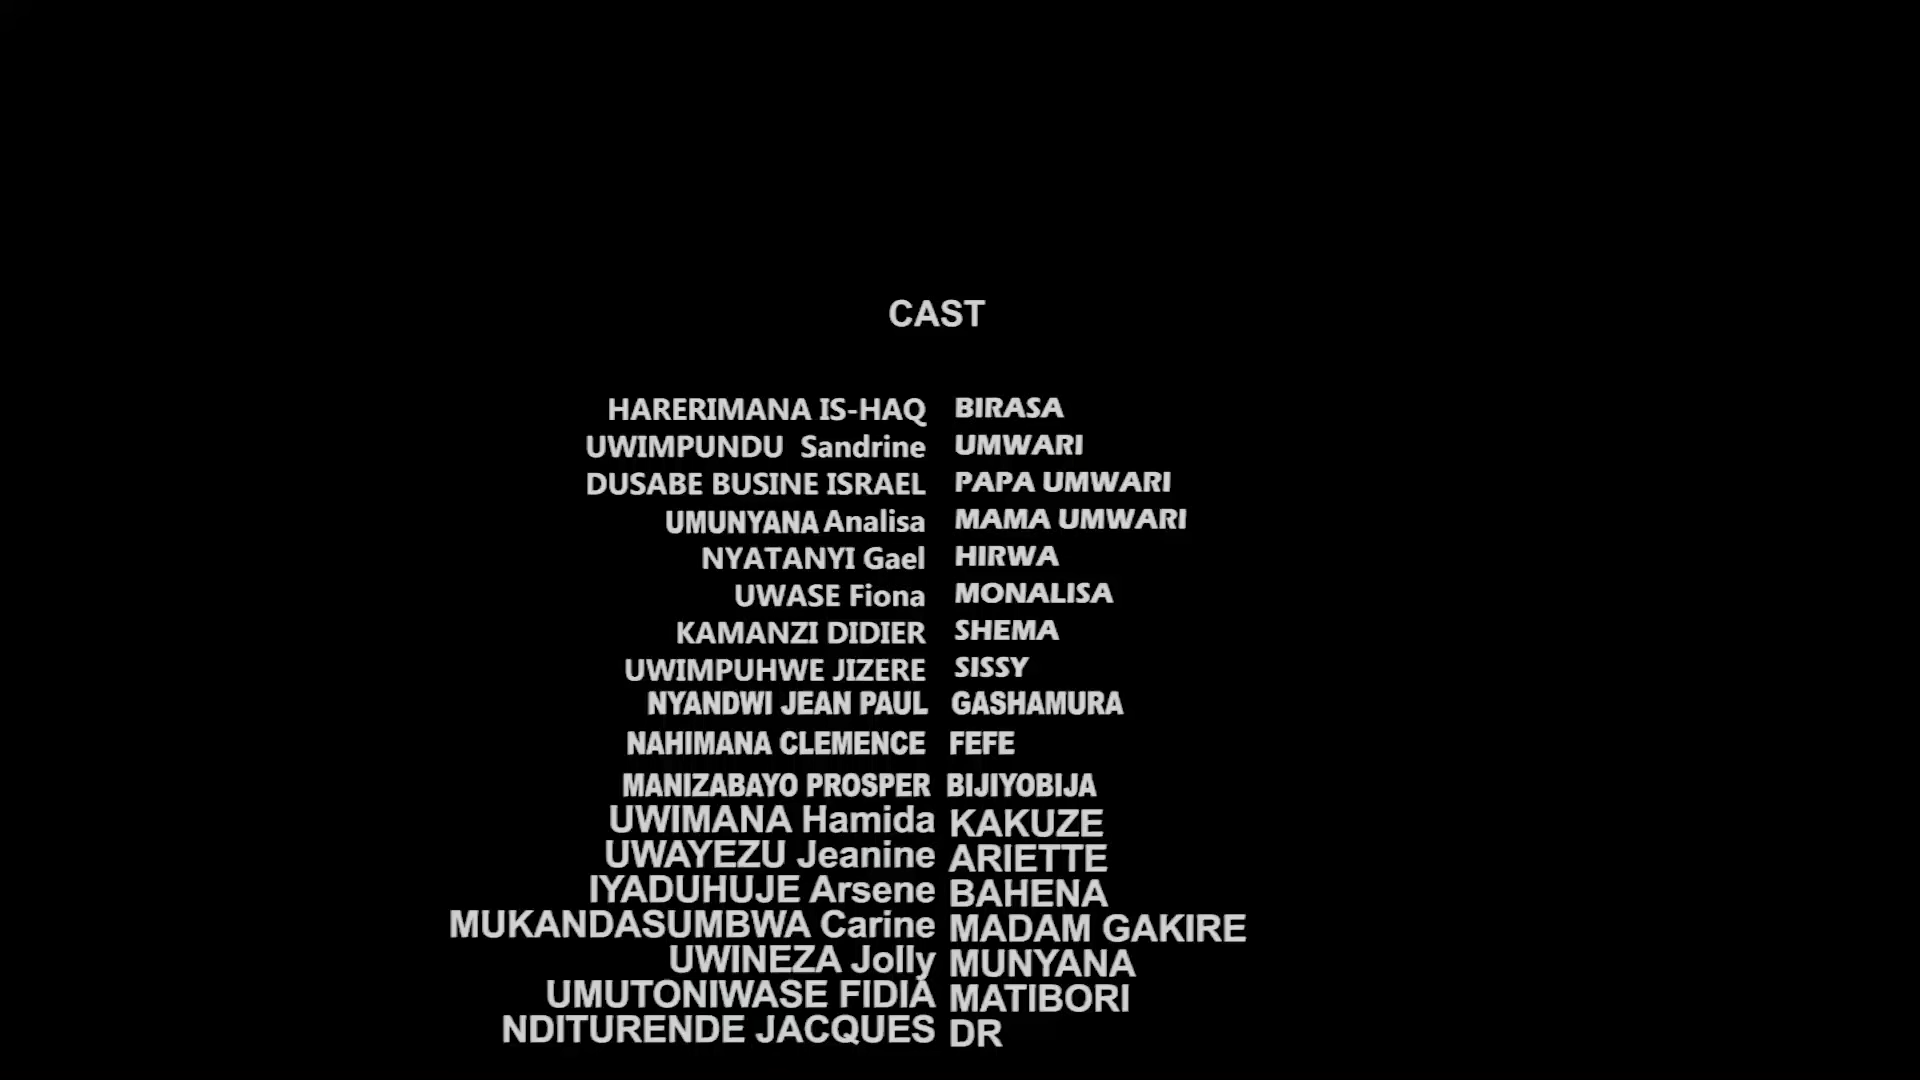 CAST
HARERIMANA IS-HAQ BIRASA
UWIMPUNDU Sandrine UMWARI
DUSABE BUSINE ISRAEL PAPA UMWARI
UMUNYANA Analisa MAMA UMWARI
NYATANYI Gael HIRWA
UWASE Fiona MONALISA
KAMANZI DIDIER SHEMA
UWIMPUHWE JIZERE SISSY
NYANDWI JEAN PAUL GASHAMURA
NAHIMANA CLEMENCE FEFE
MANIZABAYO PROSPER BIJIYOBIJA
UWIMANA Hamida KAKUZE
UWAYEZU Jeanine ARIETTE
IYADUHUJE Arsene BAHENA
MUKANDASUMBWA Carine MADAM GAKIRE
UWINEZA Jolly MUNYANA
UMUTONIWASE FIDIA MATIBORI
NDITURENDE JACQUES DR